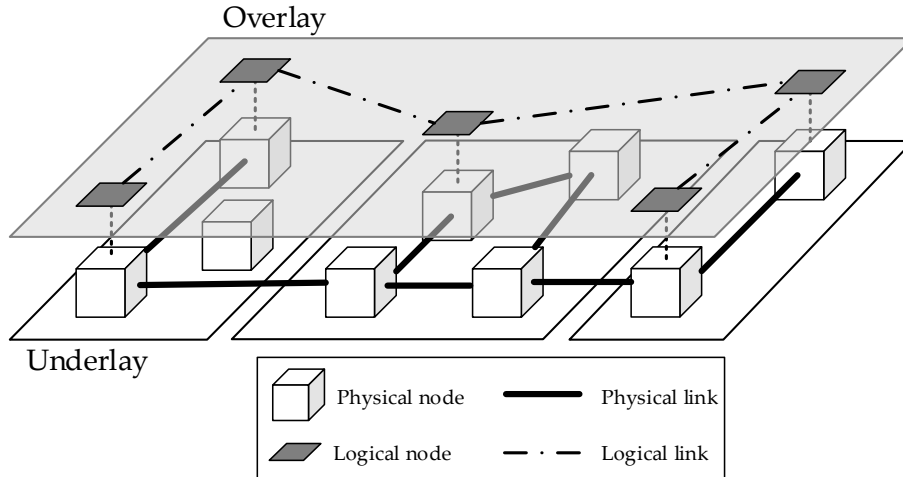 Overlay
Underlay
Physical node
Physical link
Logical node
Logical link